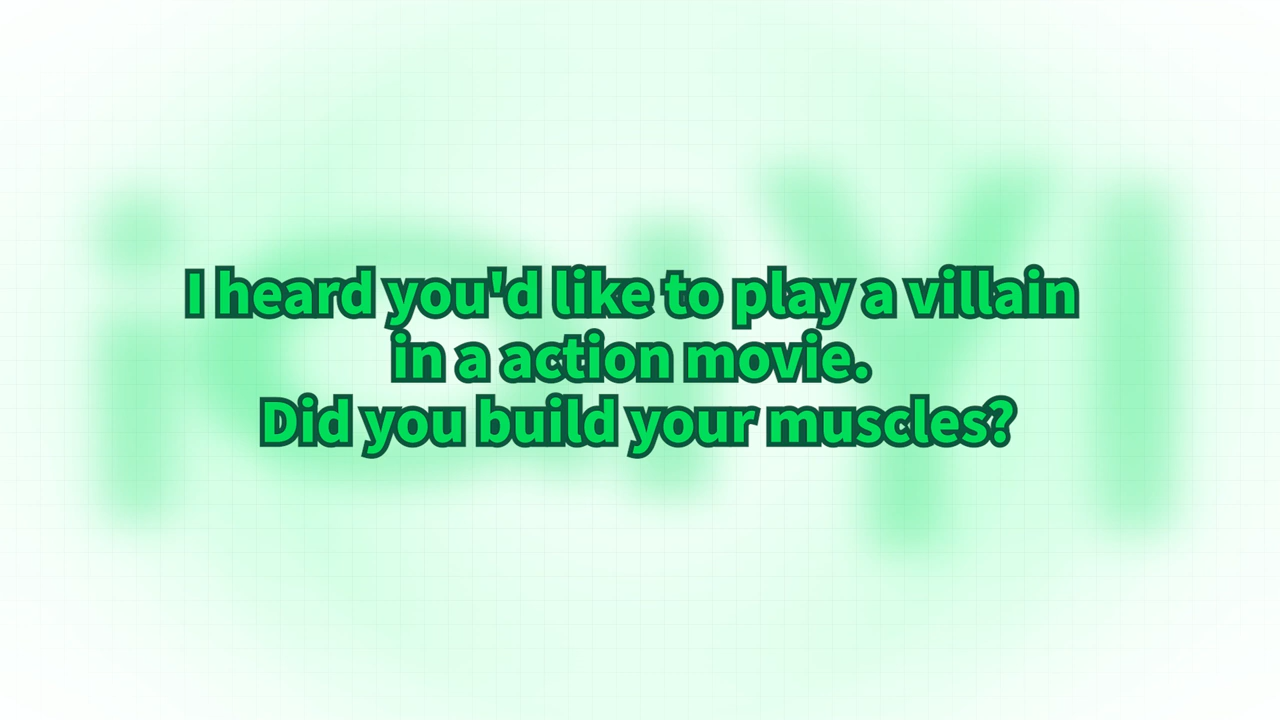 I heard you'd like to play a villain
in a action movie.
Did you build your muscles?